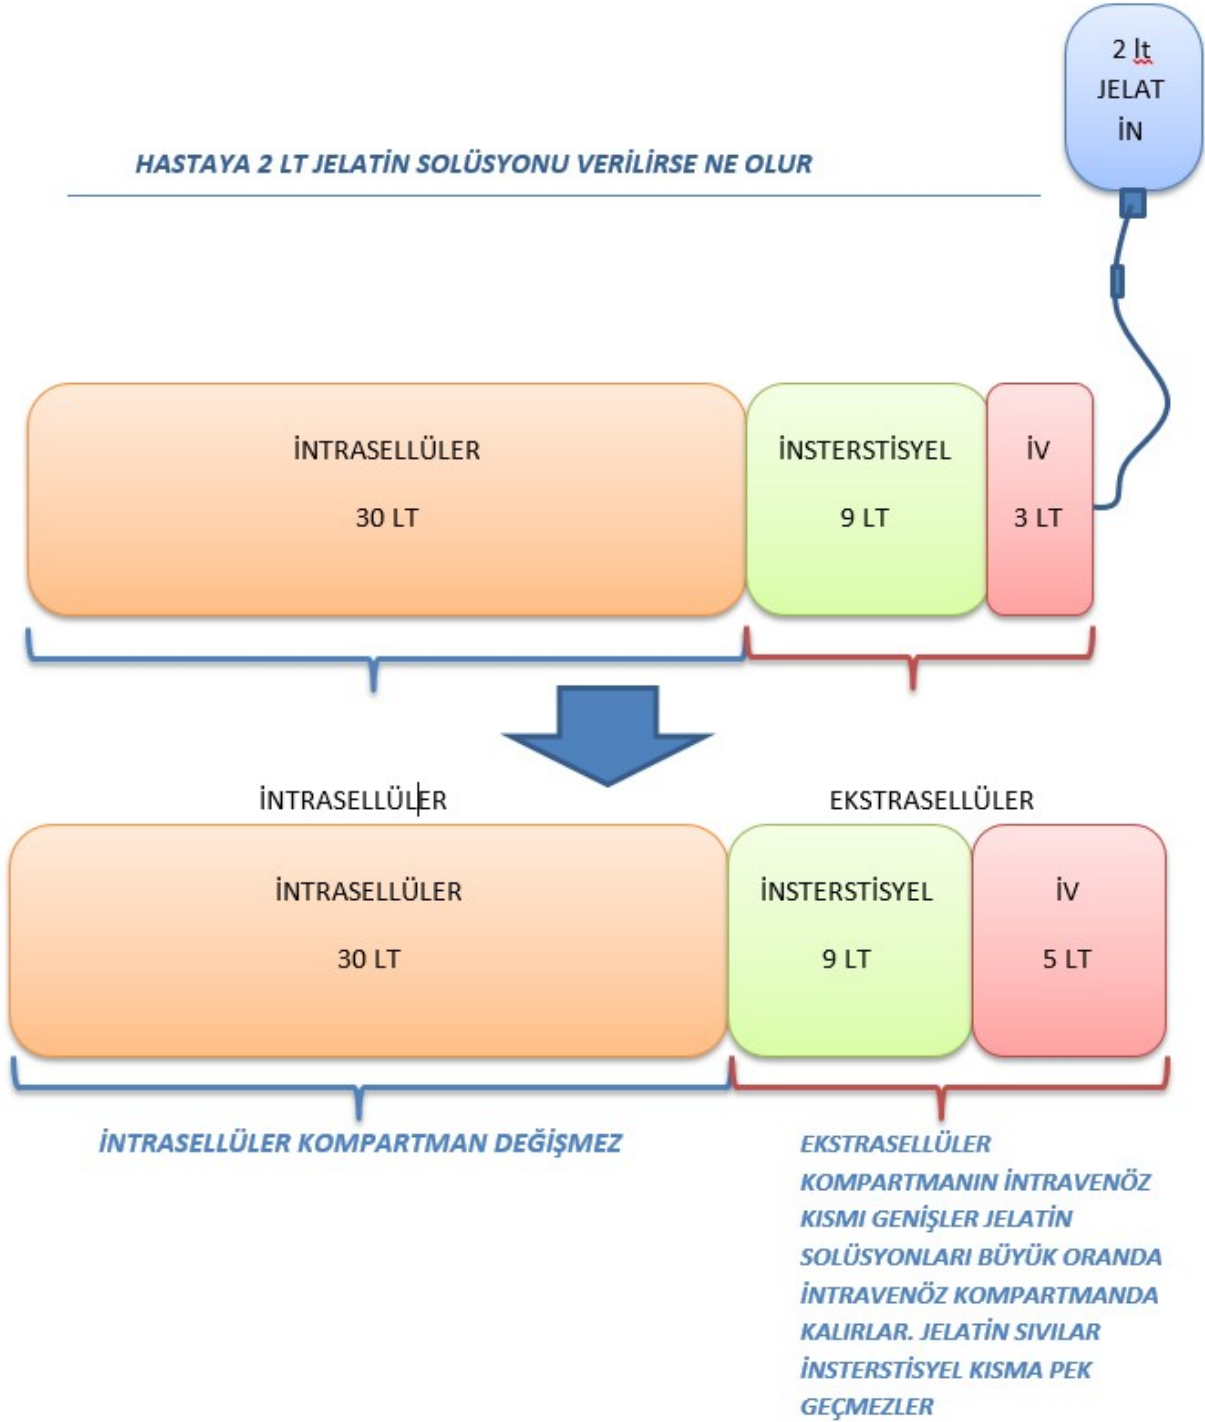 2 lt
JELAT
İN
HASTAYA 2 LT JELATİN SOLÜSYONU VERİLİRSE NE OLUR
İNTRASELLÜLER
30 LT
İNSTERSTİSYEL
9 LT
İV
3 LT
İNTRASELLÜLER
EKSTRASELLÜLER
İNTRASELLÜLER
30 LT
İNSTERSTİSYEL
9 LT
İV
5 LT
İNTRASELLÜLER KOMPARTMAN DEĞİŞMEZ
EKSTRASELLÜLER
KOMPARTMANIN İNTRAVENÖZ
KISMI GENİŞLER JELATİN
SOLÜSYONLARI BÜYÜK ORANDA
İNTRAVENÖZ KOMPARTMANDA
KALIRLAR. JELATİN SIVILAR
İNSTERSTİSYEL KISMA PEK
GEÇMEZLER